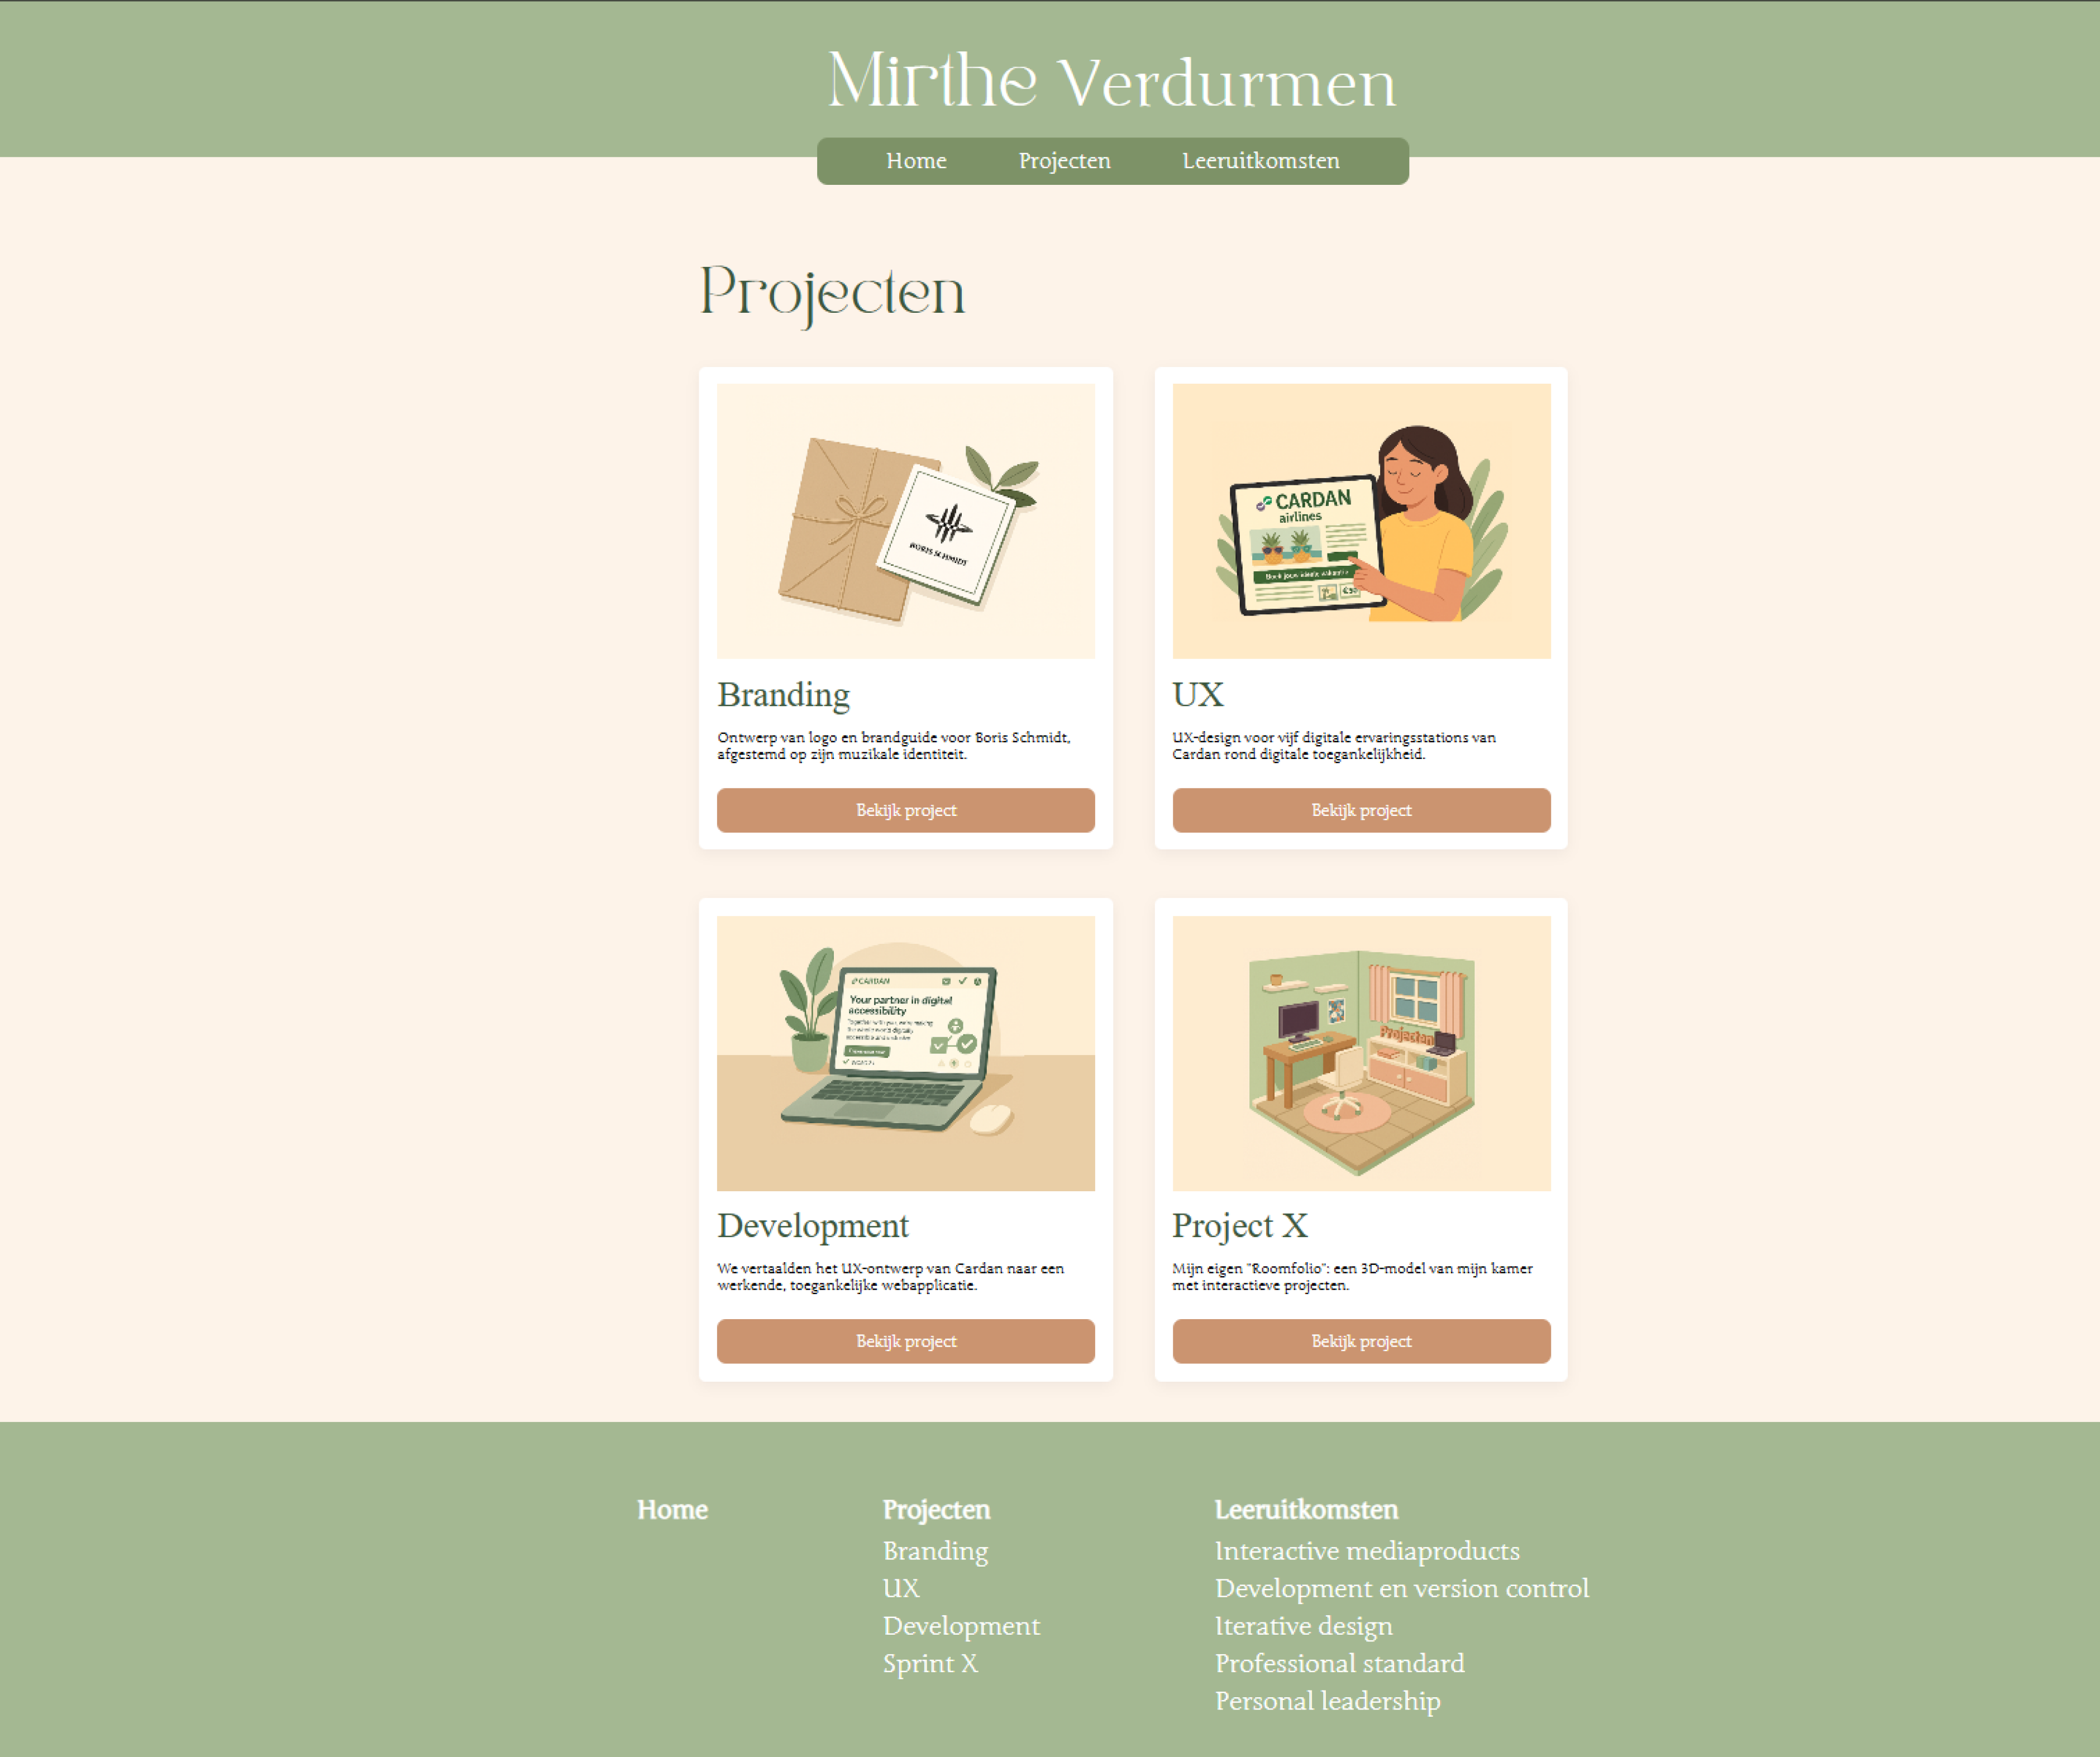 Mirthe Verdurmen
Home Projecten Leeruitkomsten
Projecten
BORIS SCHMIDT
CARDAN
airlines
Branding
Ontwerp van logo en brandguide voor Boris Schmidt,
afgestemd op zijn muzikale identiteit.
Bekijk project
UX
UX-design voor vijf digitale ervaringsstations van
Cardan rond digitale toegankelijkheid.
Bekijk project
CARDAN
Your partner in digital
accessibility
Projecten
Development
We vertaalden het UX-ontwerp van Cardan naar een
werkende, toegankelijke webapplicatie.
Bekijk project
Project X
Mijn eigen "Roomfolio": een 3D-model van mijn kamer
met interactieve projecten.
Bekijk project
Home
Projecten
Branding
UX
Development
Sprint X
Leeruitkomsten
Interactive mediaproducts
Development en version control
Iterative design
Professional standard
Personal leadership